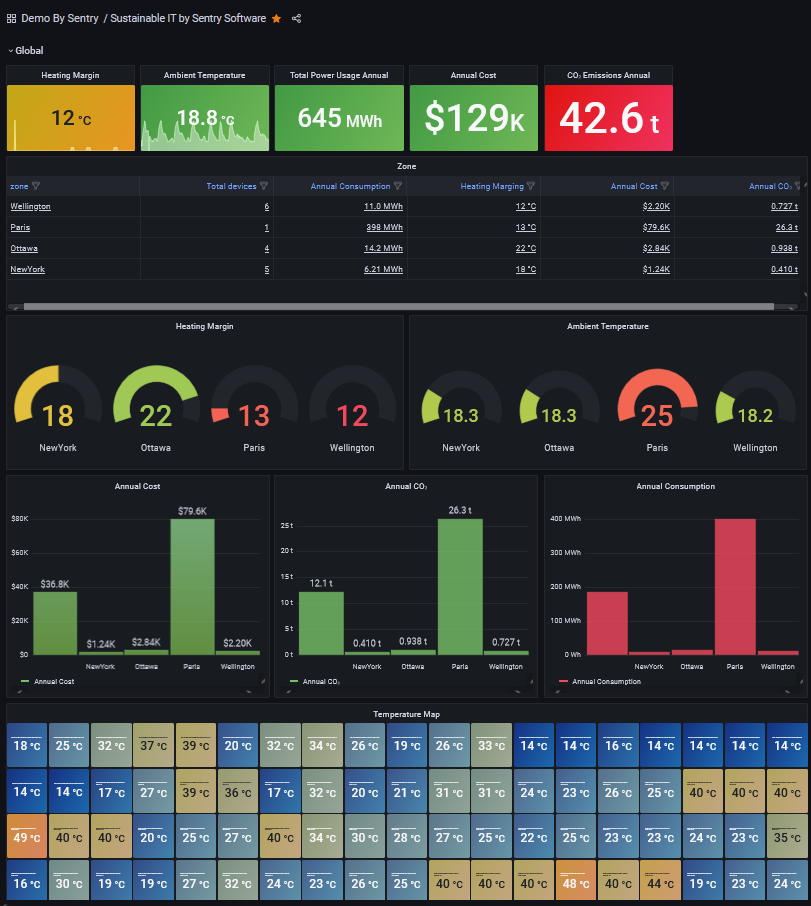 Demo By Sentry / Sustainable IT by Sentry Software
Global
Heating Margin Ambient Temperature Total Power Usage Annual Annual Cost CO₂ Emissions Annual
12 °C 18.8 °C 645 MWh $129K 42.6 t
Zone
zone Total devices Annual Consumption Heating Marging Annual Cost Annual CO₂
Wellington 6 11.0 MWh 12 °C $2.20K 0.727 t
Paris 1 398 MWh 13 °C $79.6K 26.3 t
Ottawa 4 14.2 MWh 22 °C $2.84K 0.938 t
NewYork 5 6.21 MWh 18 °C $1.24K 0.410 t
Heating Margin Ambient Temperature
18 22 13 12 18.3 18.3 25 18.2
NewYork Ottawa Paris Wellington NewYork Ottawa Paris Wellington
Annual Cost
$80K
$60K
$40K
$20K
$0
$36.8K $1.24K $2.84K $79.6K $2.20K
NewYork Ottawa Paris Wellington
Annual Cost
Annual CO₂
25 t
20 t
15 t
10 t
5 t
0 t
12.1 t 0.410 t 0.938 t 26.3 t 0.727 t
NewYork Ottawa Paris Wellington
Annual CO₂
Annual Consumption
400 MWh
300 MWh
200 MWh
100 MWh
0 Wh
NewYork Ottawa Paris Wellington
Annual Consumption
Temperature Map
18 °C 25 °C 32 °C 37 °C 39 °C 20 °C 32 °C 34 °C 26 °C 19 °C 26 °C 33 °C 14 °C 14 °C 16 °C 14 °C 14 °C 14 °C 14 °C
14 °C 14 °C 17 °C 27 °C 39 °C 36 °C 17 °C 32 °C 20 °C 21 °C 31 °C 31 °C 24 °C 23 °C 26 °C 25 °C 40 °C 40 °C 40 °C
49 °C 40 °C 40 °C 20 °C 25 °C 27 °C 40 °C 34 °C 30 °C 28 °C 27 °C 25 °C 22 °C 25 °C 23 °C 23 °C 24 °C 23 °C 35 °C
16 °C 30 °C 19 °C 19 °C 27 °C 32 °C 24 °C 23 °C 26 °C 25 °C 40 °C 40 °C 40 °C 48 °C 40 °C 44 °C 19 °C 23 °C 24 °C